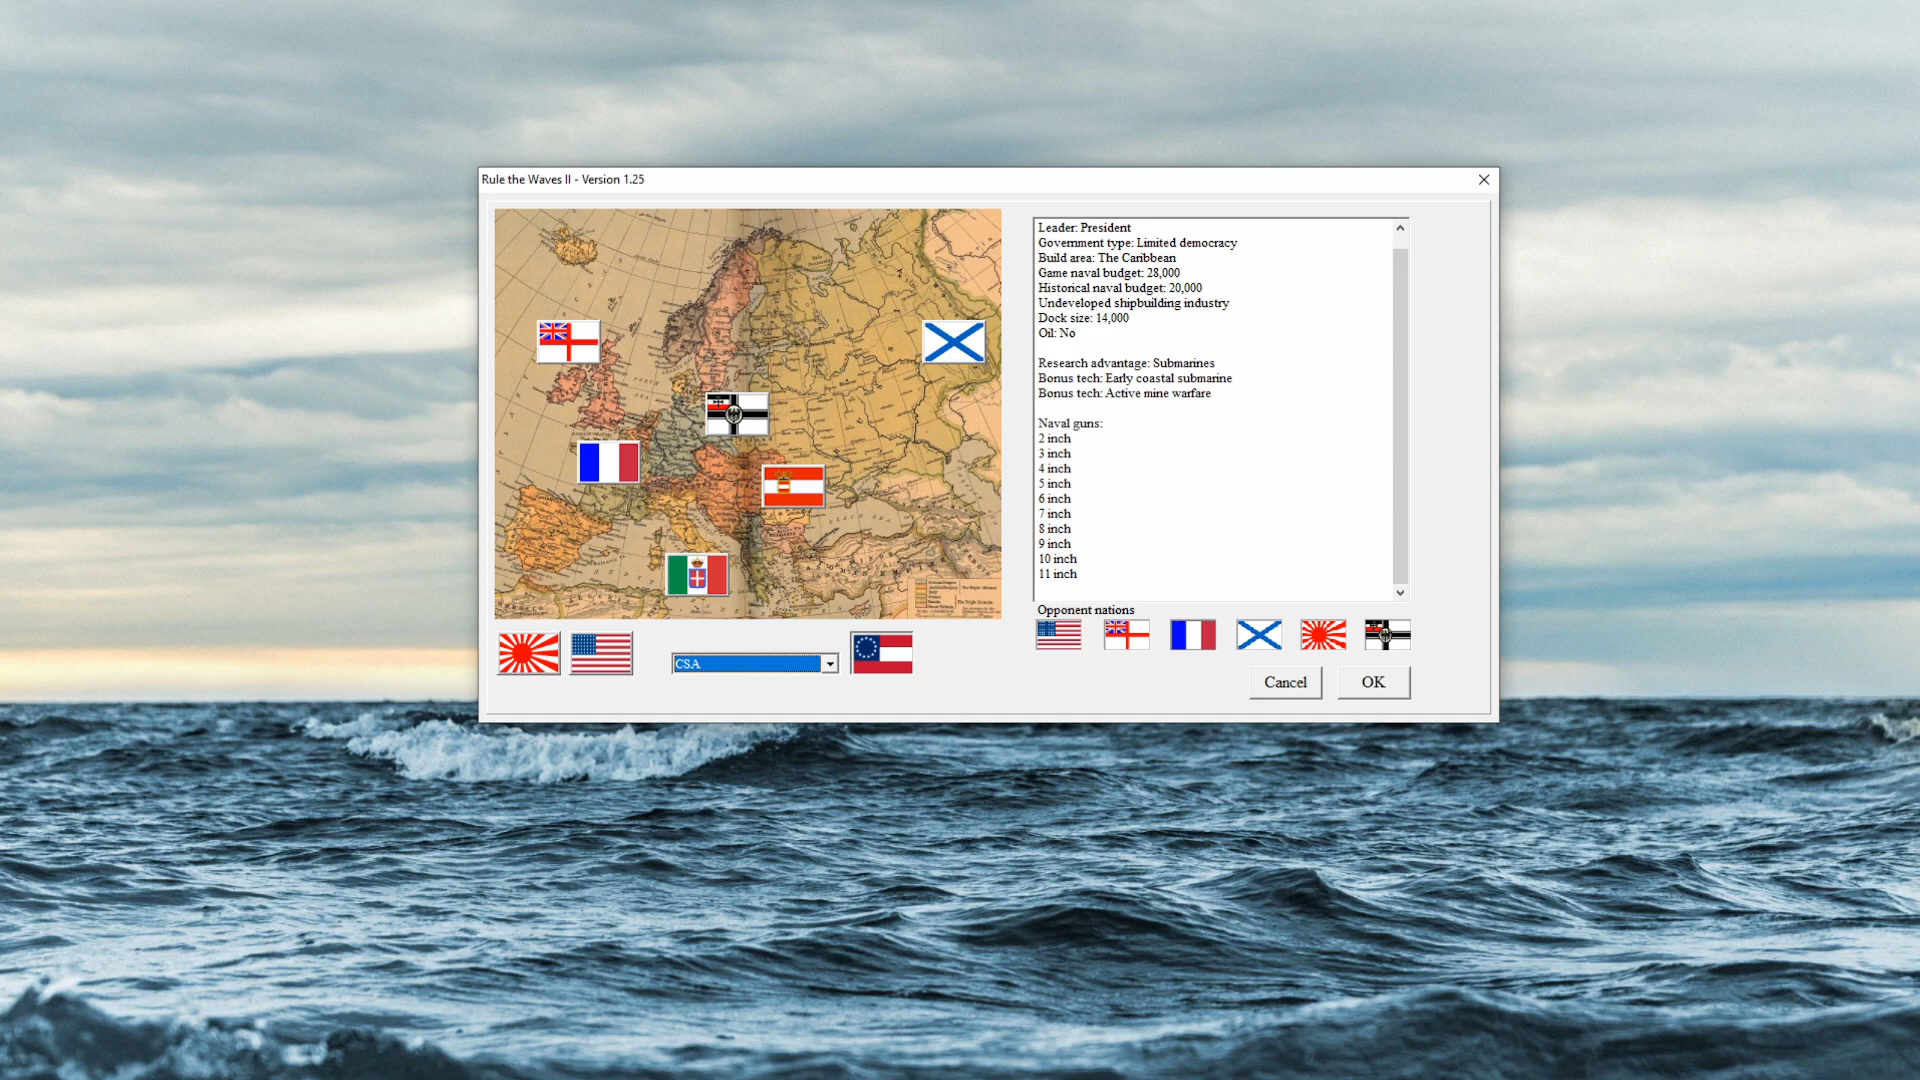 Rule the Waves II - Version 1.25
Leader: President
Government type: Limited democracy
Build area: The Caribbean
Game naval budget: 28,000
Historical naval budget: 20,000
Undeveloped shipbuilding industry
Dock size: 14,000
Oil: No
Research advantage: Submarines
Bonus tech: Early coastal submarine
Bonus tech: Active mine warfare
Naval guns:
2 inch
3 inch
4 inch
5 inch
6 inch
7 inch
8 inch
9 inch
10 inch
11 inch
Opponent nations
CSA
Cancel
OK